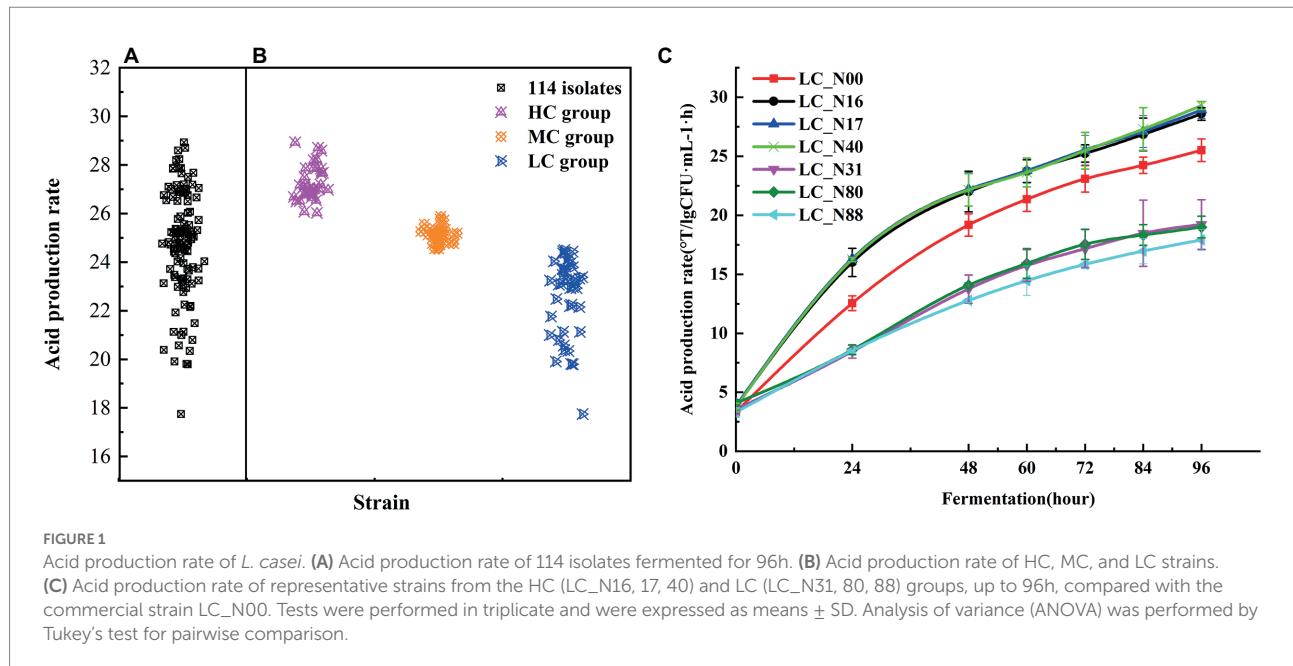 A
B
32
30
28
26
24
22
20
18
16
Acid production rate
Strain
114 isolates
HC group
MC group
LC group
C
LC_N00
LC_N16
LC_N17
LC_N40
LC_N31
LC_N80
LC_N88
30
25
20
15
10
5
0
Acid production rate(°T/lgCFU·mL-1·h)
0 24 48 60 72 84 96
Fermentation(hour)
FIGURE 1
Acid production rate of L. casei. (A) Acid production rate of 114 isolates fermented for 96h. (B) Acid production rate of HC, MC, and LC strains.
(C) Acid production rate of representative strains from the HC (LC_N16, 17, 40) and LC (LC_N31, 80, 88) groups, up to 96h, compared with the
commercial strain LC_N00. Tests were performed in triplicate and were expressed as means ± SD. Analysis of variance (ANOVA) was performed by
Tukey's test for pairwise comparison.